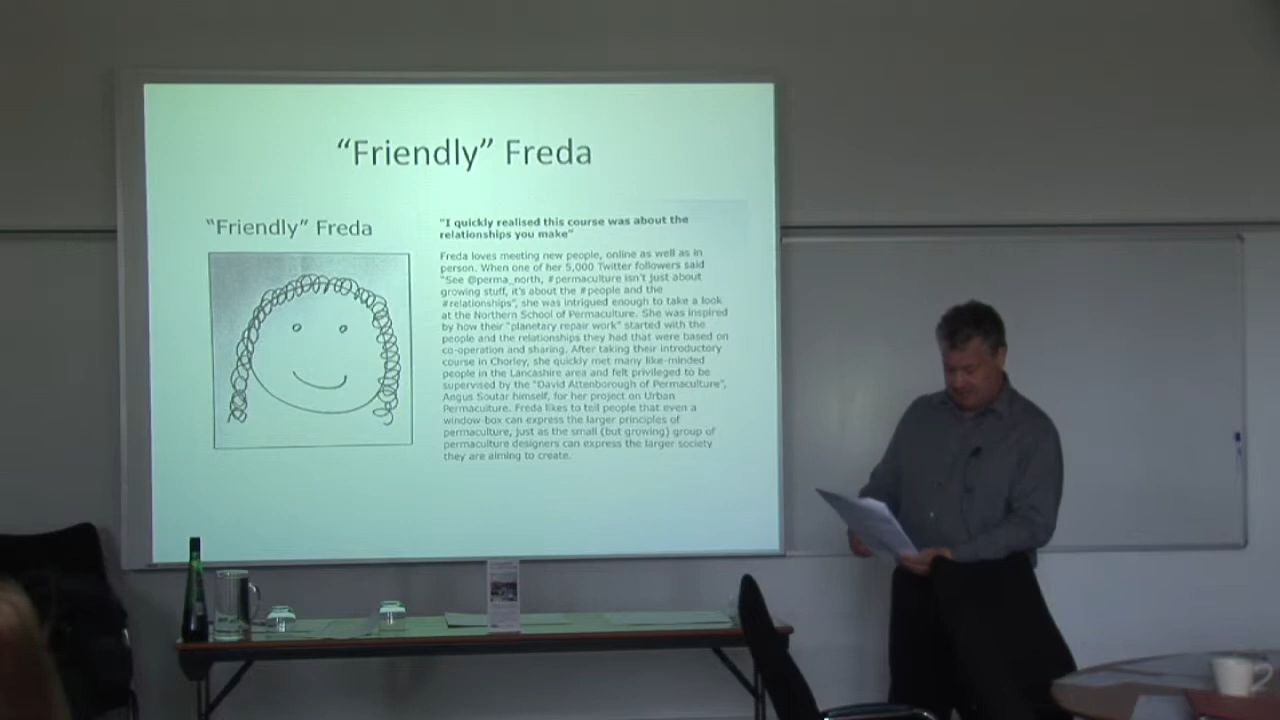 “Friendly” Freda
“Friendly” Freda
"I quickly realised this course was about the
relationships you make"
Freda loves meeting new people, online as well as in
person. When one of her 5,000 Twitter followers said
"See @perma_north, #permaculture isn't just about
growing stuff, it's about the #people and the
#relationships", she was intrigued enough to take a look
at the Northern School of Permaculture. She was inspired
by how their "planetary repair work" started with the
people and the relationships they had that were based on
co-operation and sharing. After taking their introductory
course in Chorley, she quickly met many like-minded
people in the Lancashire area and felt privileged to be
supervised by the "David Attenborough of Permaculture",
Angus Soutar himself, for her project on Urban
Permaculture. Freda likes to tell people that even a
window-box can express the larger principles of
permaculture, just as the small (but growing) group of
permaculture designers can express the larger society
they are aiming to create.